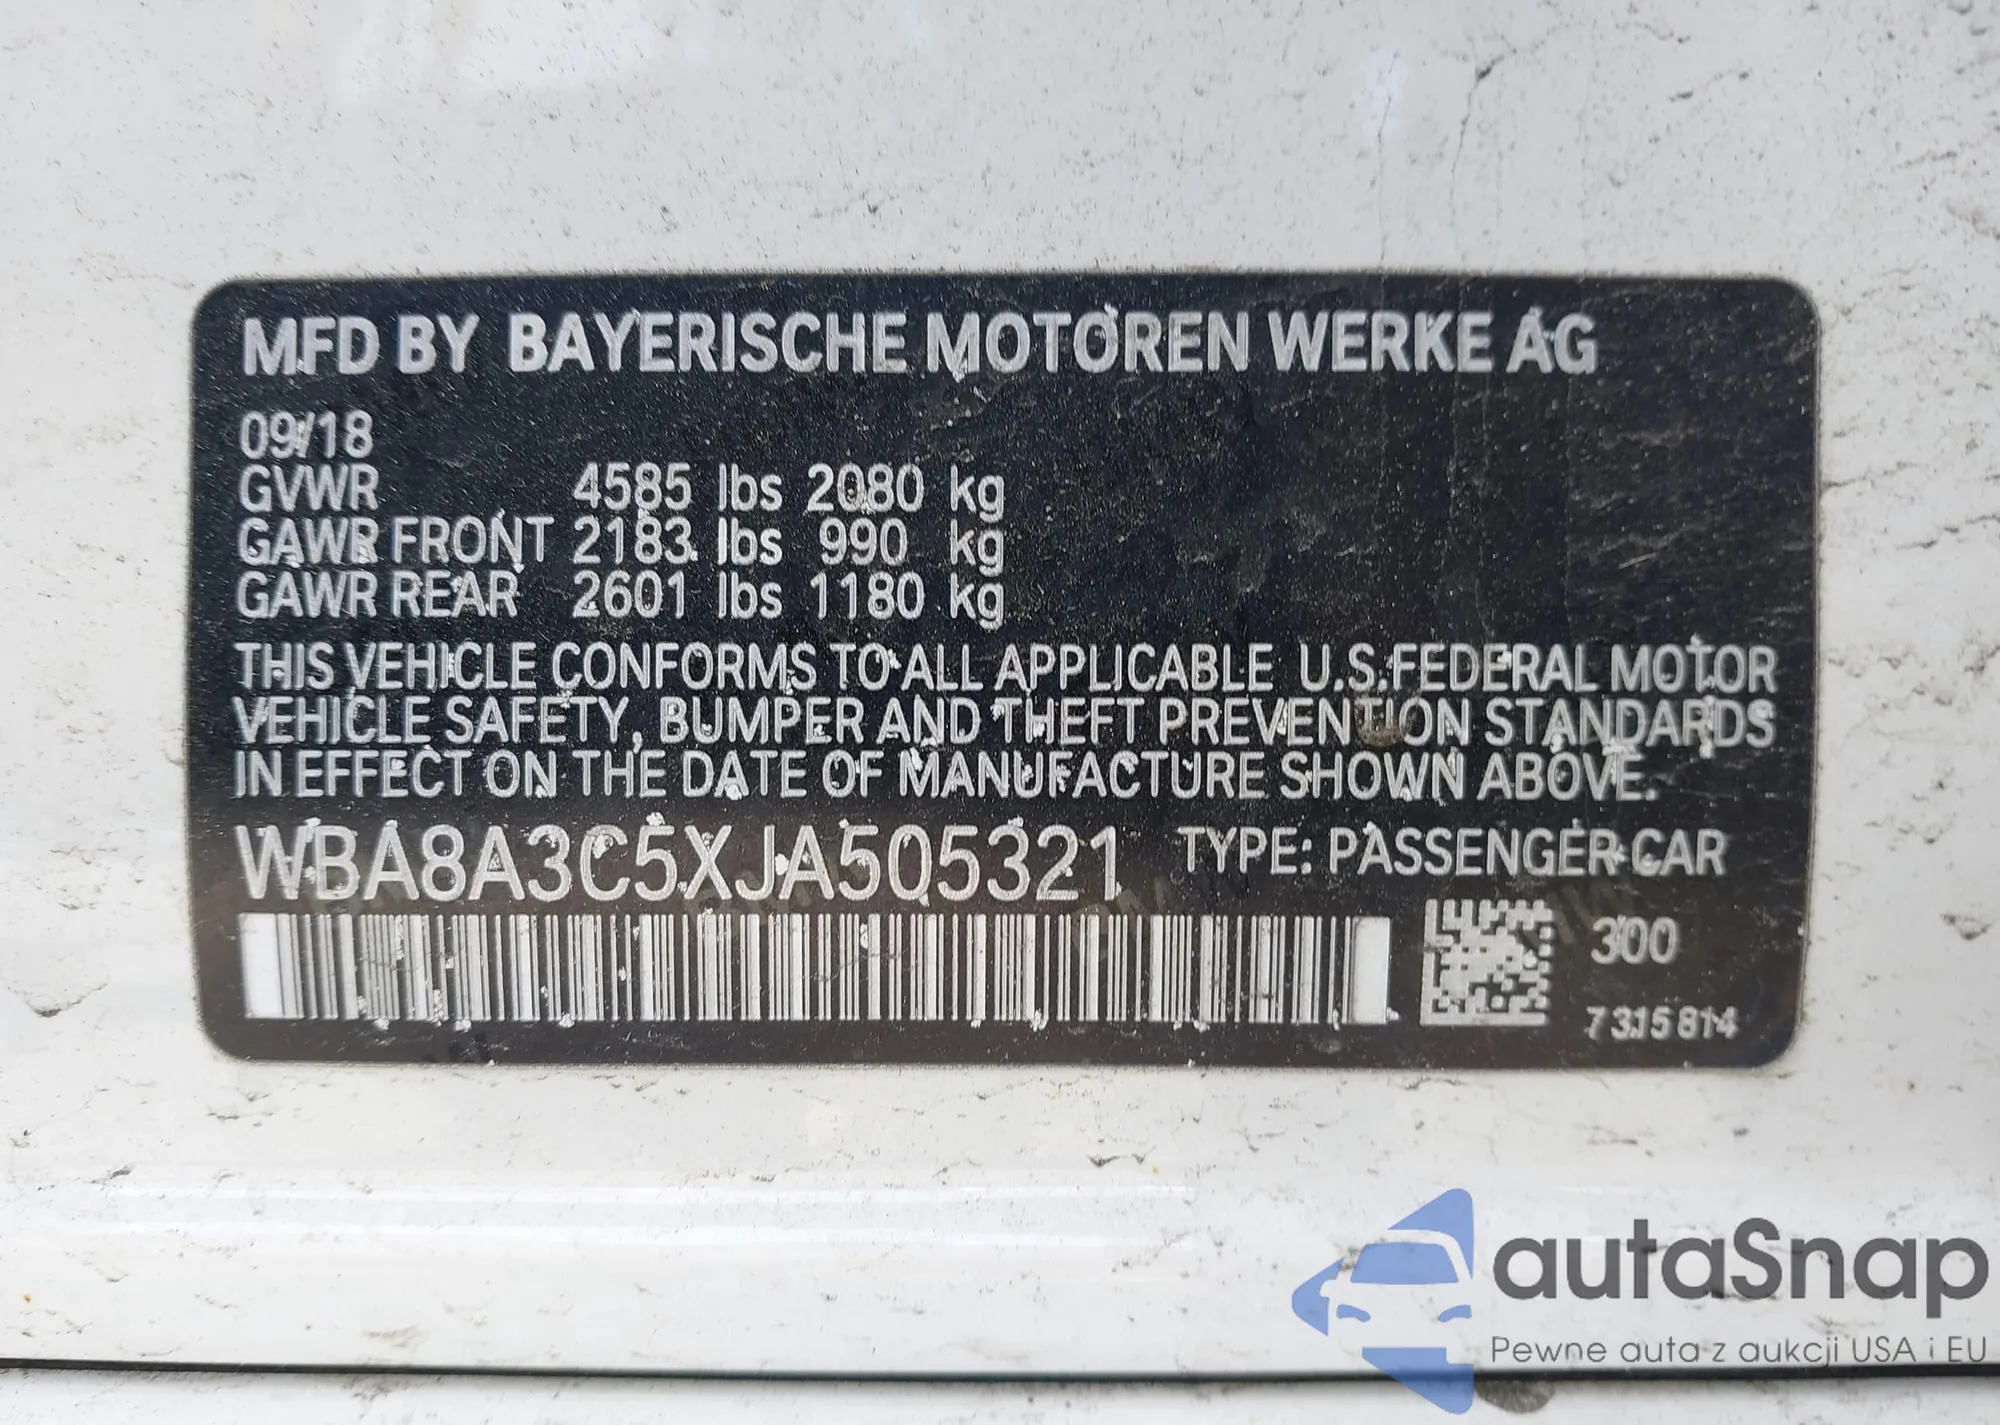 MFD BY BAYERISCHE MOTOREN WERKE AG
09/18
GVWR 4585 lbs 2080 kg
GAWR FRONT 2183 lbs 990 kg
GAWR REAR 2601 lbs 1180 kg
THIS VEHICLE CONFORMS TO ALL APPLICABLE U.S.FEDERAL MOTOR
VEHICLE SAFETY, BUMPER AND THEFT PREVENTION STANDARDS
IN EFFECT ON THE DATE OF MANUFACTURE SHOWN ABOVE.
WBA8A3C5XJA505321 TYPE: PASSENGER CAR
300
7315814
autaSnap
Pewne auta z aukcji USA i EU